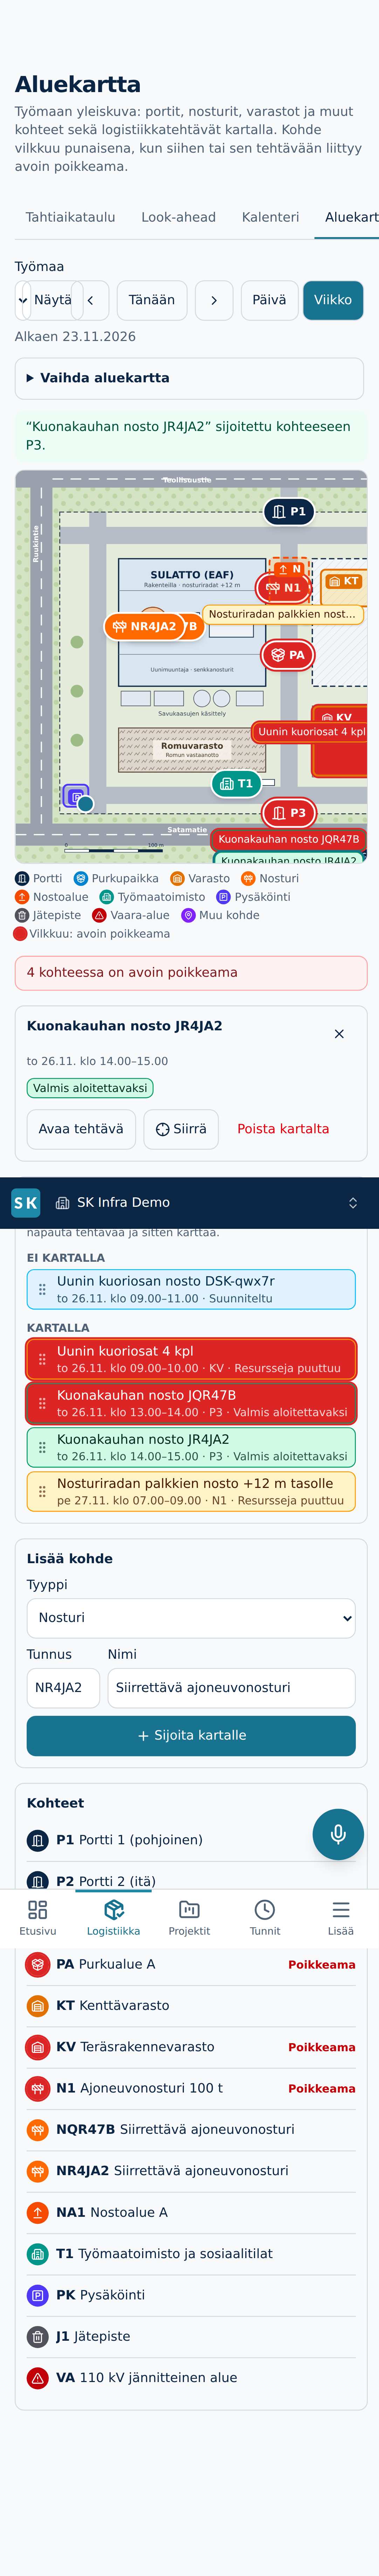 Aluekartta
Työmaan yleiskuva: portit, nosturit, varastot ja muut
kohteet sekä logistiikkatehtävät kartalla. Kohde
vilkkuu punaisena, kun siihen tai sen tehtävään liittyy
avoin poikkeama.
Tahtiaikataulu Look-ahead Kalenteri Aluekart
Työmaa
Näytä Tänään Päivä Viikko
Alkaen 23.11.2026
Vaihda aluekartta
“Kuonakauhan nosto JR4JA2” sijoitettu kohteeseen
P3.
Teollisuustie
Ruukintie
P1
SULATTO (EAF)
Rakenteilla · nosturiradat +12 m
N
N1
KT
Nosturiradan palkkien nost…
NR4JA2
7B
PA
Uunimuuntaja · senkkanosturit
Savukaasujen käsittely
KV
Uunin kuoriosat 4 kpl
Romuvarasto
Romun vastaanotto
T1
P
P3
Satamatie
0 100 m
Kuonakauhan nosto JQR47B
Kuonakauhan nosto JR4JA2
Portti Purkupaikka Varasto Nosturi
Nostoalue Työmaatoimisto Pysäköinti
Jätepiste Vaara-alue Muu kohde
Vilkkuu: avoin poikkeama
4 kohteessa on avoin poikkeama
Kuonakauhan nosto JR4JA2
to 26.11. klo 14.00–15.00
Valmis aloitettavaksi
Avaa tehtävä Siirrä Poista kartalta
SK SK Infra Demo
napauta tehtävää ja sitten karttaa.
EI KARTALLA
Uunin kuoriosan nosto DSK-qwx7r
to 26.11. klo 09.00–11.00 · Suunniteltu
KARTALLA
Uunin kuoriosat 4 kpl
to 26.11. klo 09.00–10.00 · KV · Resursseja puuttuu
Kuonakauhan nosto JQR47B
to 26.11. klo 13.00–14.00 · P3 · Valmis aloitettavaksi
Kuonakauhan nosto JR4JA2
to 26.11. klo 14.00–15.00 · P3 · Valmis aloitettavaksi
Nosturiradan palkkien nosto +12 m tasolle
pe 27.11. klo 07.00–09.00 · N1 · Resursseja puuttuu
Lisää kohde
Tyyppi
Nosturi
Tunnus Nimi
NR4JA2 Siirrettävä ajoneuvonosturi
+ Sijoita kartalle
Kohteet
P1 Portti 1 (pohjoinen)
P2 Portti 2 (itä)
Etusivu Logistiikka Projektit Tunnit Lisää
PA Purkualue A Poikkeama
KT Kenttävarasto
KV Teräsrakennevarasto Poikkeama
N1 Ajoneuvonosturi 100 t Poikkeama
NQR47B Siirrettävä ajoneuvonosturi
NR4JA2 Siirrettävä ajoneuvonosturi
NA1 Nostoalue A
T1 Työmaatoimisto ja sosiaalitilat
PK Pysäköinti
J1 Jätepiste
VA 110 kV jännitteinen alue